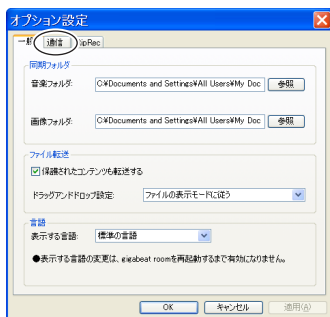 オプション設定
一般 通信 RipRec
同期フォルダ
音楽フォルダ: C:¥Documents and Settings¥All Users¥My Doc 参照
画像フォルダ: C:¥Documents and Settings¥All Users¥My Doc 参照
ファイル転送
保護されたコンテンツも転送する
ドラッグアンドドロップ設定: ファイルの表示モードに従う
言語
表示する言語: 標準の言語
●表示する言語の変更は、gigabeat roomを再起動するまで有効になりません。
OK キャンセル 適用(A)